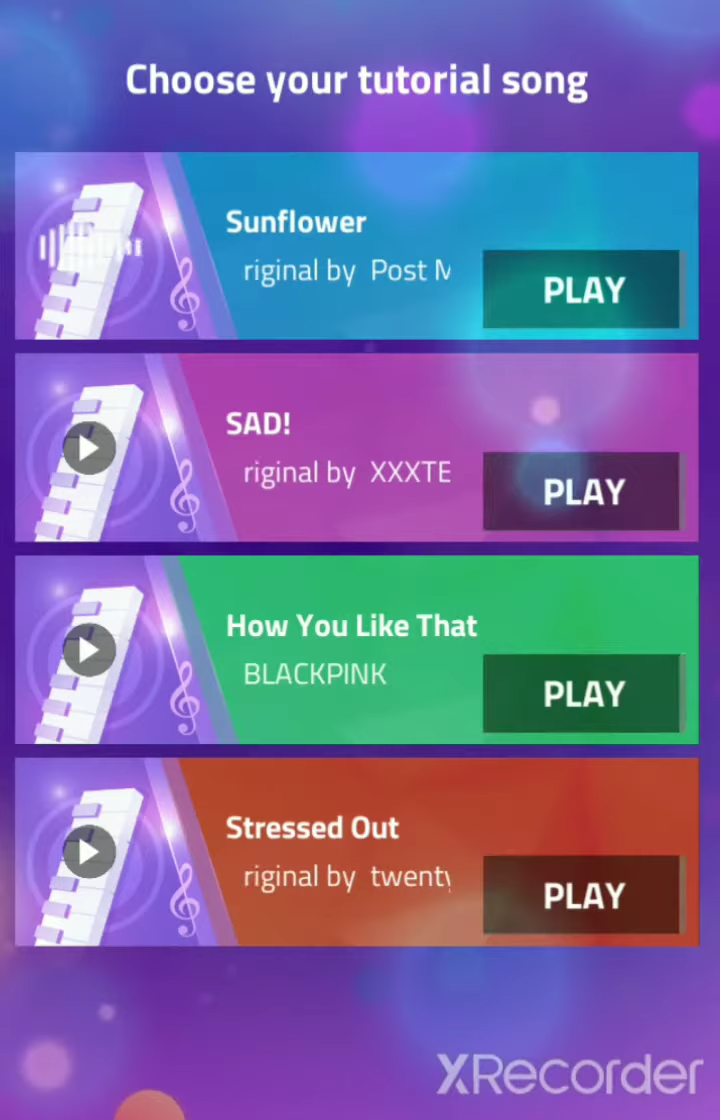 Choose your tutorial song
Sunflower
riginal by Post M
PLAY
SAD!
riginal by XXXTE
PLAY
How You Like That
BLACKPINK
PLAY
Stressed Out
riginal by twenty
PLAY
XRecorder